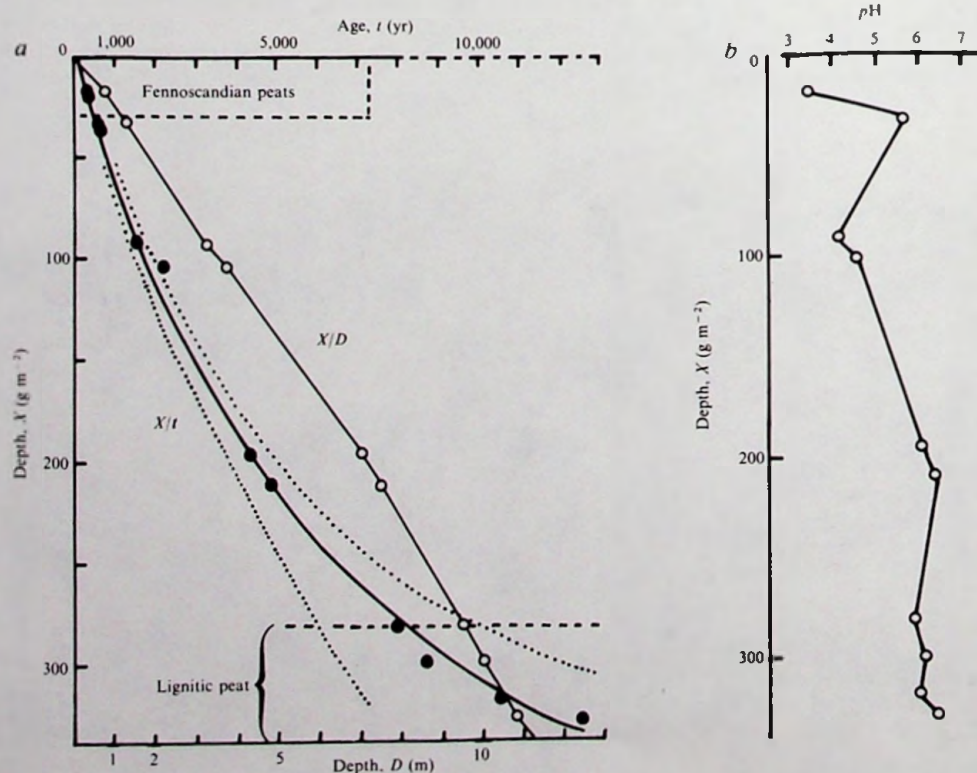 a
Age, t (yr)
0 1,000 5,000 10,000
Fennoscandian peats
100
X/D
Depth, X (g m⁻²)
X/t
200
300
Lignitic peat
1 2 5 10
Depth, D (m)
b
pH
3 4 5 6 7
0
100
Depth, X (g m⁻²)
200
300